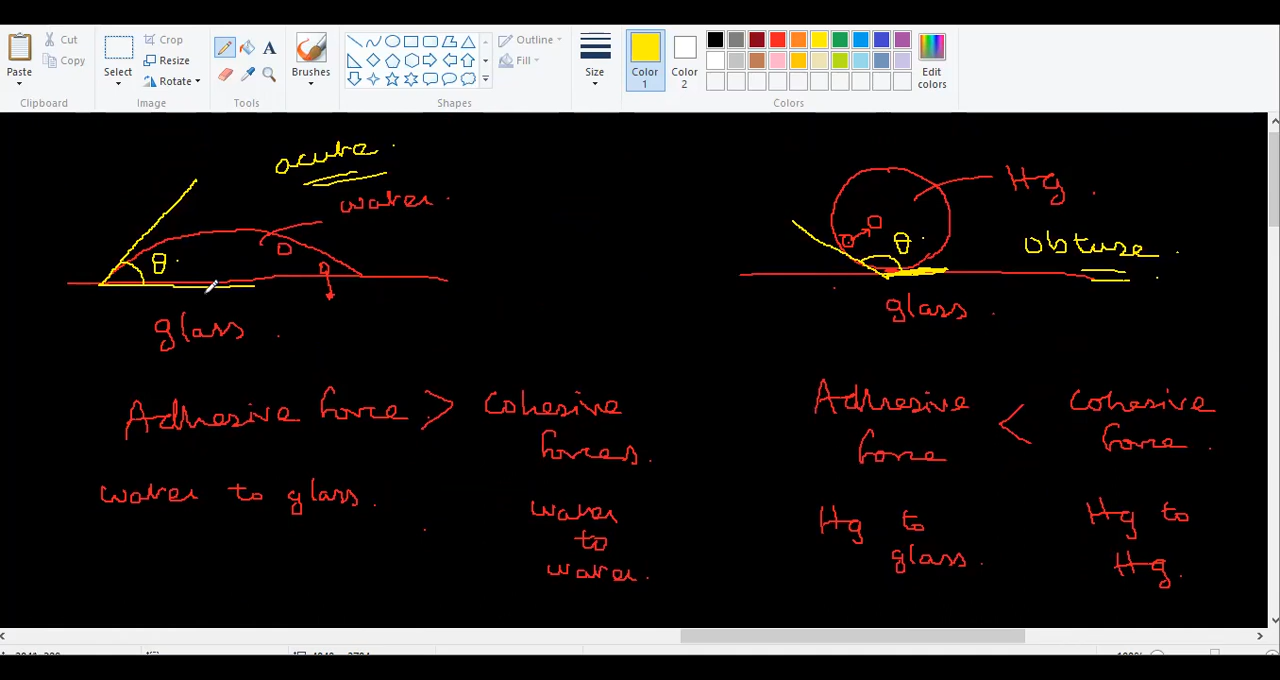 Paste
Cut
Copy
Clipboard
Select
Crop
Resize
Rotate
Image
A
Tools
Brushes
Outline
Fill
Shapes
Size
Color 1
Color 2
Edit colors
Colors
acute
water
θ
glass
Adhesive force > Cohesive forces
water to glass
water to water
Hg
θ
obtuse
glass
Adhesive force < Cohesive force
Hg to glass
Hg to Hg